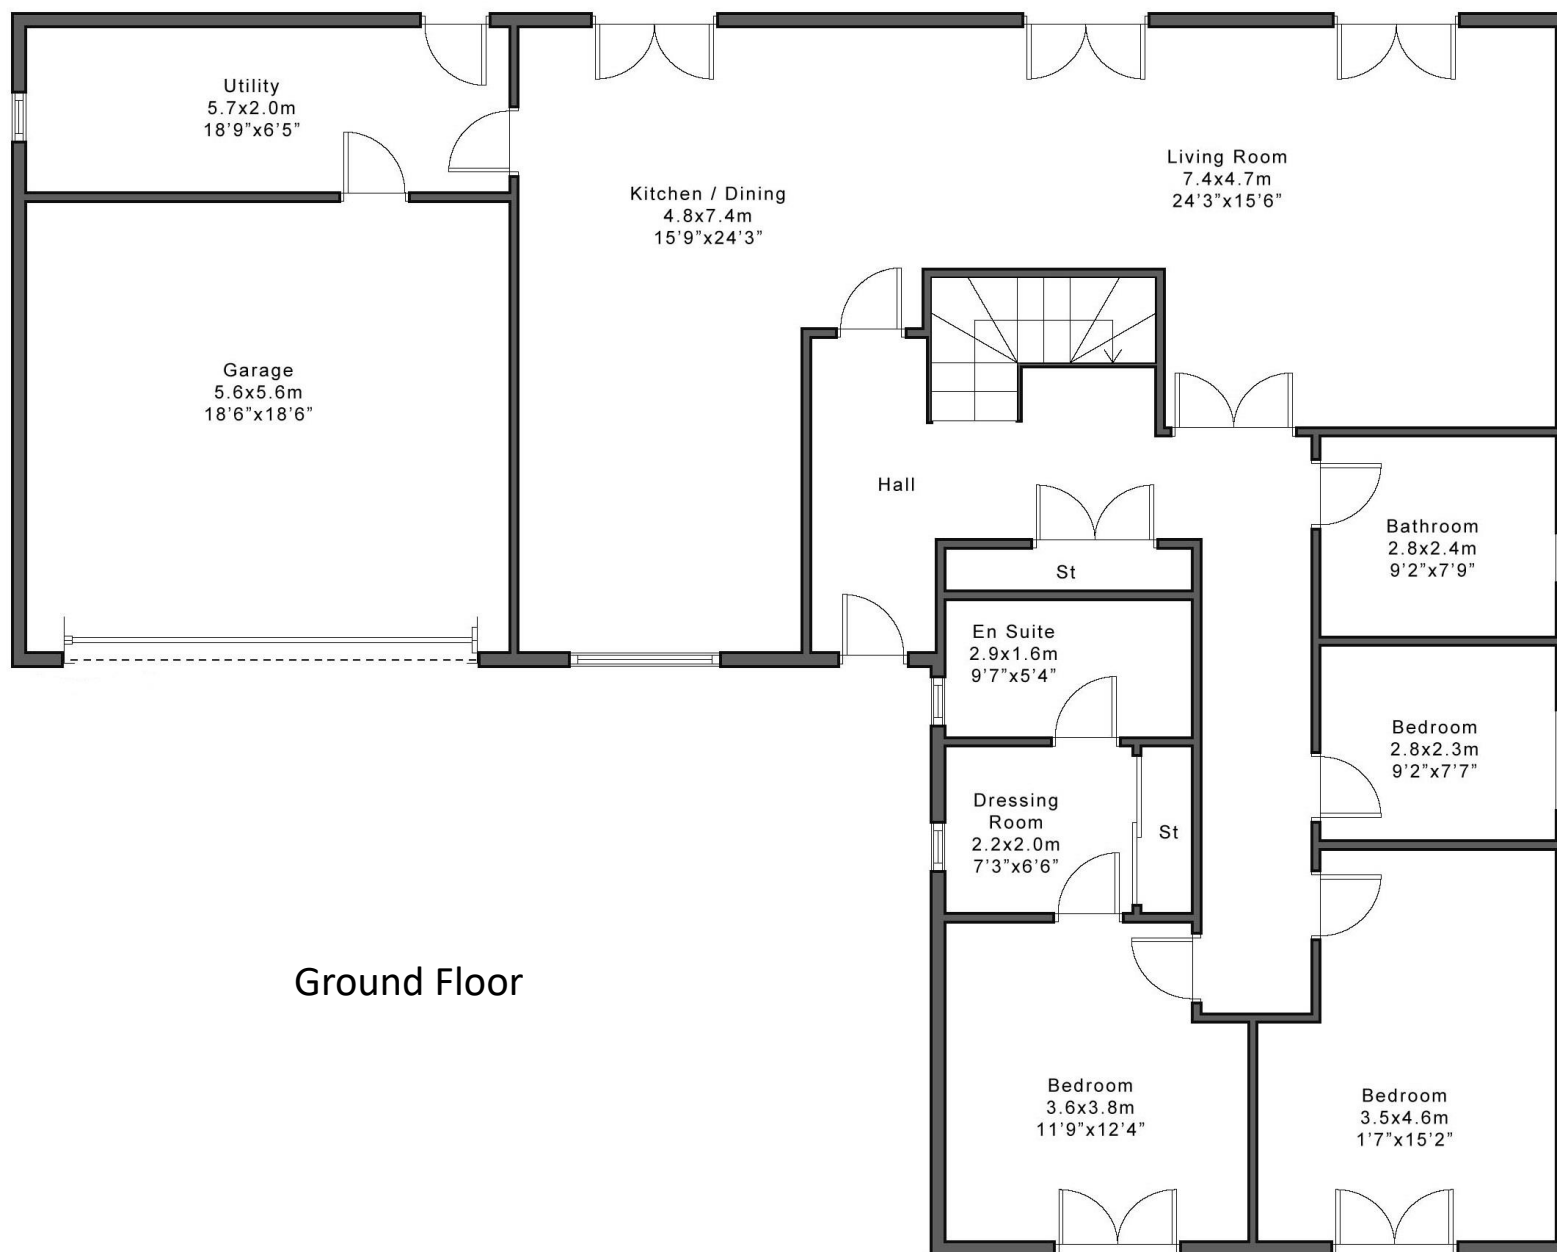 Utility
5.7x2.0m
18’9”x6’5”
Living Room
7.4x4.7m
24’3”x15’6”
Kitchen / Dining
4.8x7.4m
15’9”x24’3”
Garage
5.6x5.6m
18’6”x18’6”
Hall
Bathroom
2.8x2.4m
9’2”x7’9”
St
En Suite
2.9x1.6m
9’7”x5’4”
Bedroom
2.8x2.3m
9’2”x7’7”
Dressing
Room
2.2x2.0m
7’3”x6’6”
St
Ground Floor
Bedroom
3.6x3.8m
11’9”x12’4”
Bedroom
3.5x4.6m
1’7”x15’2”